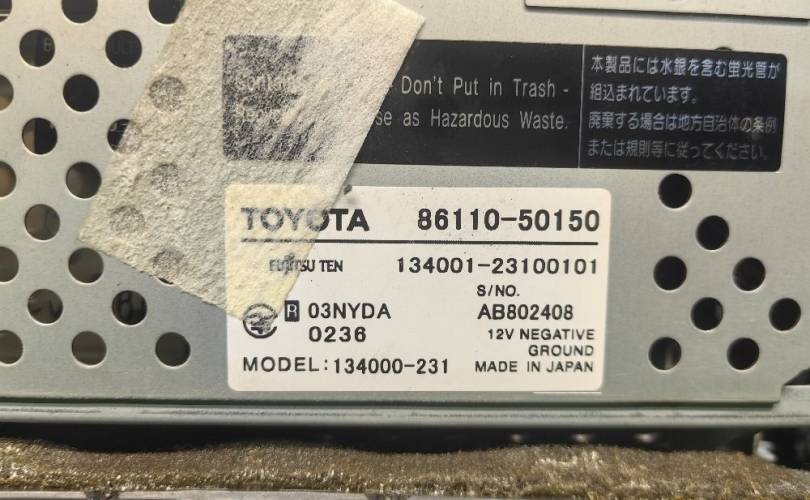 Don't Put in Trash -
as Hazardous Waste.
本製品には水銀を含む蛍光管が
組込まれています。
廃棄する場合は地方自治体の条例
または規則等に従ってください。
TOYOTA 86110-50150
FUJITSU TEN 134001-23100101
S/NO.
R 03NYDA AB802408
0236 12V NEGATIVE
GROUND
MODEL:134000-231 MADE IN JAPAN